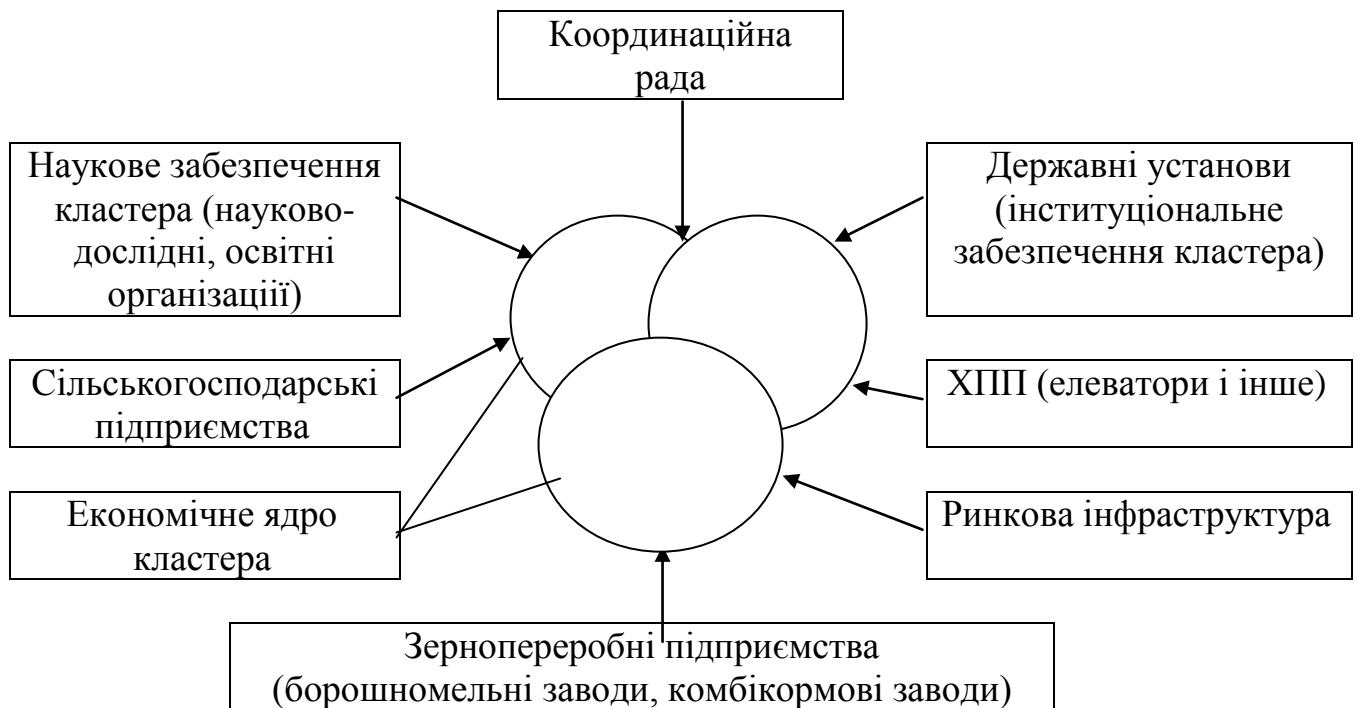 Координаційна
рада
Наукове забезпечення
кластера (науково-
дослідні, освітні
організаціії)
Державні установи
(інституціональне
забезпечення кластера)
Сільськогосподарські
підприємства
ХПП (елеватори і інше)
Економічне ядро
кластера
Ринкова інфраструктура
Зернопереробні підприємства
(борошномельні заводи, комбікормові заводи)